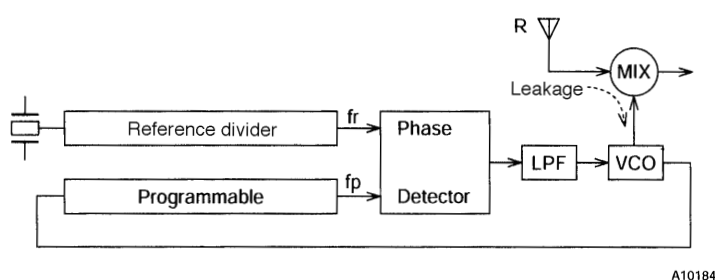 R
MIX
Leakage
Reference divider
fr
Phase
Detector
LPF
VCO
Programmable
fp
A10184